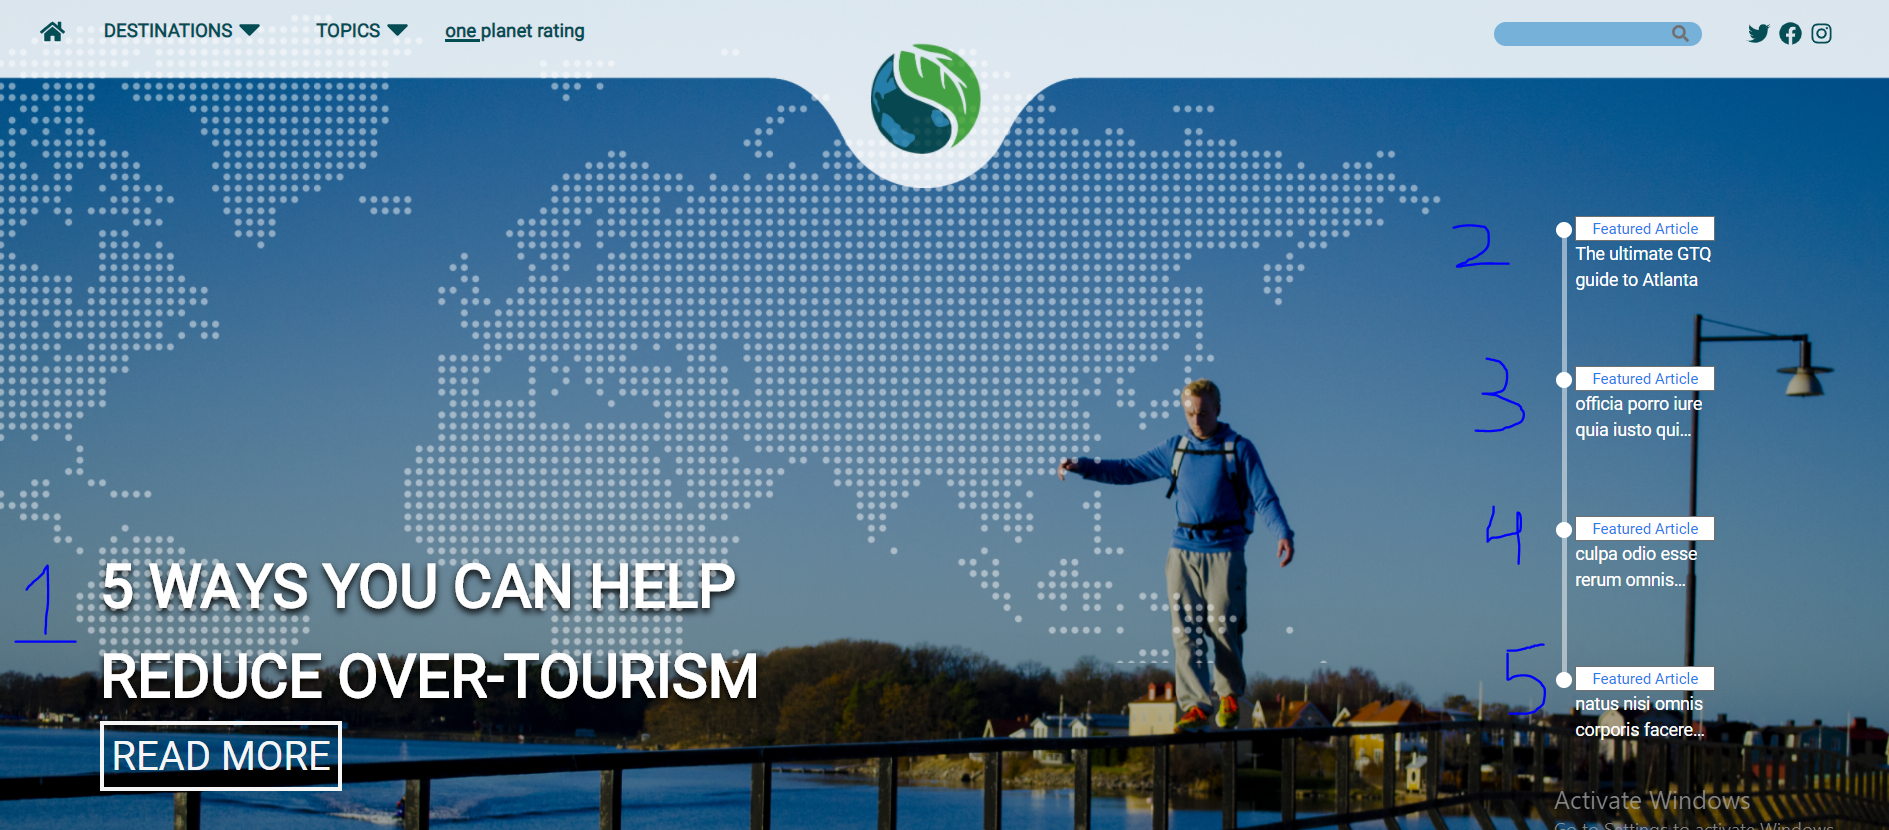 DESTINATIONS TOPICS one planet rating
2
Featured Article
The ultimate GTQ
guide to Atlanta
3
Featured Article
officia porro iure
quia iusto qui...
4
Featured Article
culpa odio esse
rerum omnis...
1
5 WAYS YOU CAN HELP
REDUCE OVER-TOURISM
READ MORE
5
Featured Article
natus nisi omnis
corporis facere...
Activate Windows
Go to Settings to activate Windows.